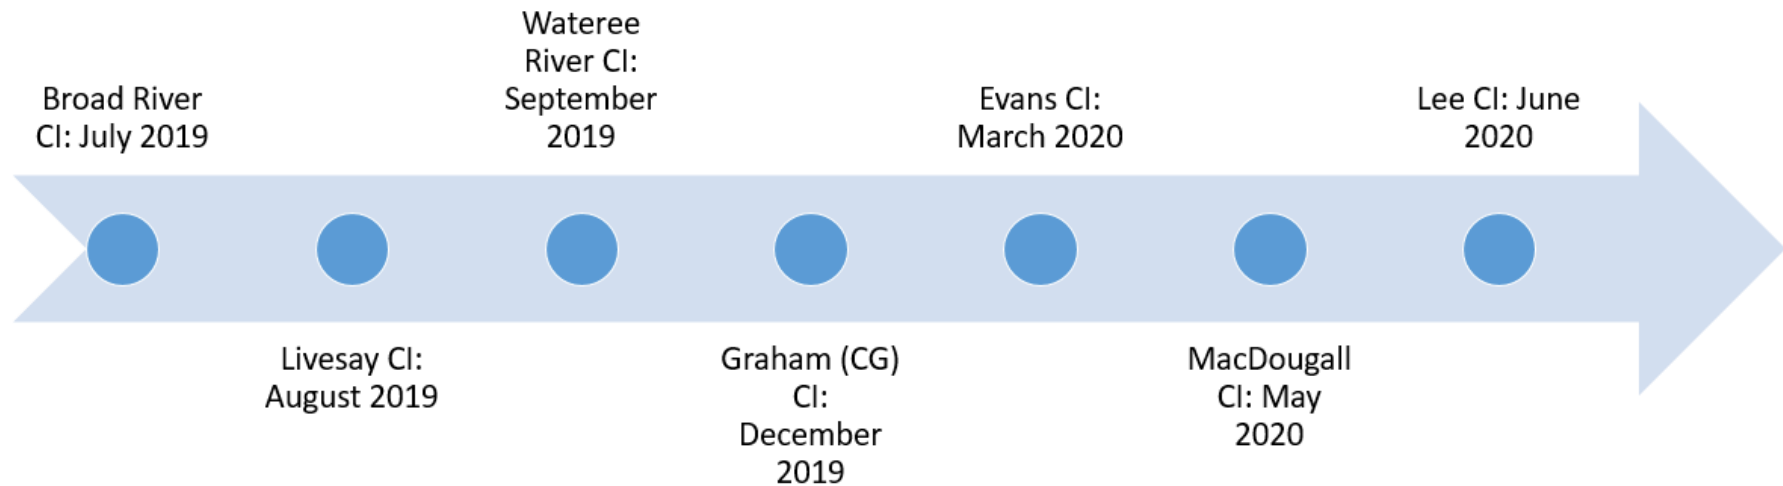 Broad River
CI: July 2019
Livesay CI:
August 2019
Wateree
River CI:
September
2019
Graham (CG)
CI:
December
2019
Evans CI:
March 2020
MacDougall
CI: May
2020
Lee CI: June
2020